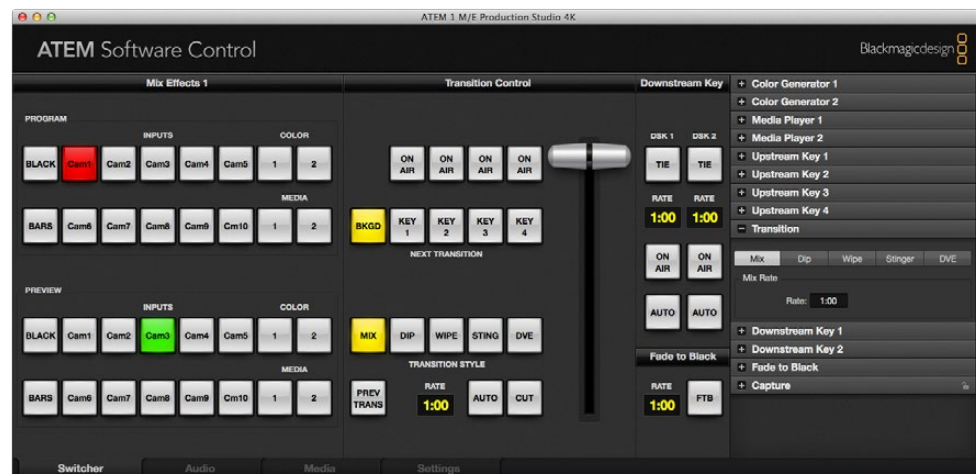 ATEM 1 M/E Production Studio 4K
ATEM Software Control
Blackmagicdesign
Mix Effects 1
Transition Control
Downstream Key
PROGRAM
INPUTS
COLOR
BLACK Cam1 Cam2 Cam3 Cam4 Cam5 1 2
MEDIA
BARS Cam6 Cam7 Cam8 Cam9 Cm10 1 2
PREVIEW
INPUTS
COLOR
BLACK Cam1 Cam2 Cam3 Cam4 Cam5 1 2
MEDIA
BARS Cam6 Cam7 Cam8 Cam9 Cm10 1 2
ON AIR ON AIR ON AIR ON AIR
BKGD KEY 1 KEY 2 KEY 3 KEY 4
NEXT TRANSITION
MIX DIP WIPE STING DVE
TRANSITION STYLE
RATE
PREV TRANS 1:00 AUTO CUT
DSK 1 DSK 2
TIE TIE
RATE RATE
1:00 1:00
ON AIR ON AIR
AUTO AUTO
Fade to Black
RATE
1:00 FTB
Color Generator 1
Color Generator 2
Media Player 1
Media Player 2
Upstream Key 1
Upstream Key 2
Upstream Key 3
Upstream Key 4
Transition
Mix Dip Wipe Stinger DVE
Mix Rate
Rate: 1:00
Downstream Key 1
Downstream Key 2
Fade to Black
Capture
Switcher Audio Media Settings